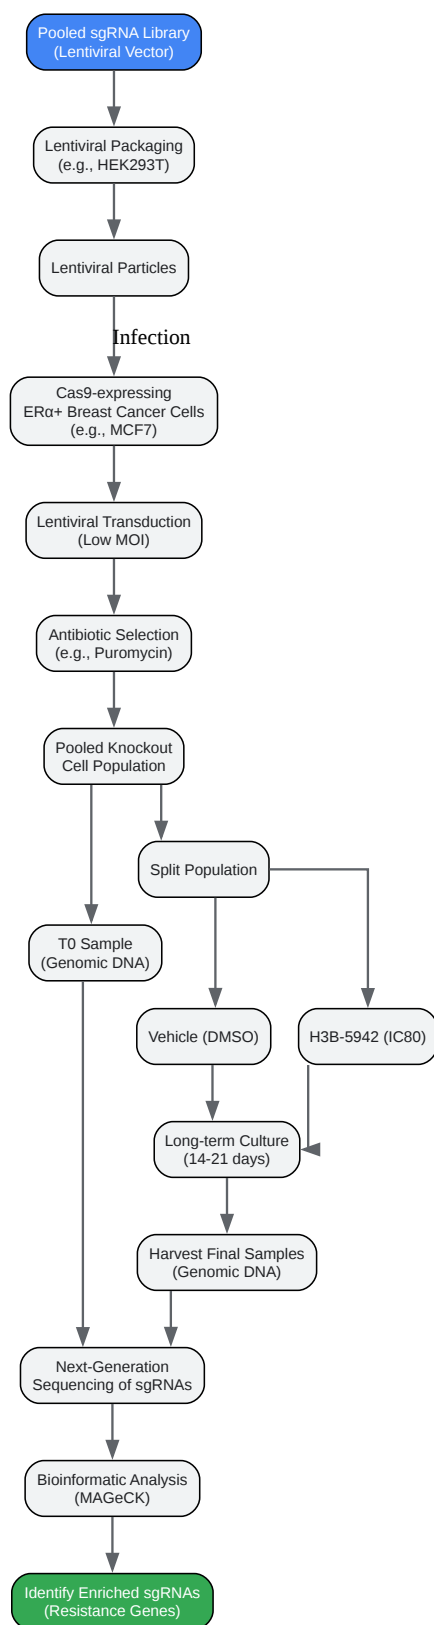 Pooled sgRNA Library
(Lentiviral Vector)
Lentiviral Packaging
(e.g., HEK293T)
Lentiviral Particles
Infection
Cas9-expressing
ERα+ Breast Cancer Cells
(e.g., MCF7)
Lentiviral Transduction
(Low MOI)
Antibiotic Selection
(e.g., Puromycin)
Pooled Knockout
Cell Population
Split Population
T0 Sample
(Genomic DNA)
Vehicle (DMSO)
H3B-5942 (IC80)
Long-term Culture
(14-21 days)
Harvest Final Samples
(Genomic DNA)
Next-Generation
Sequencing of sgRNAs
Bioinformatic Analysis
(MAGeCK)
Identify Enriched sgRNAs
(Resistance Genes)